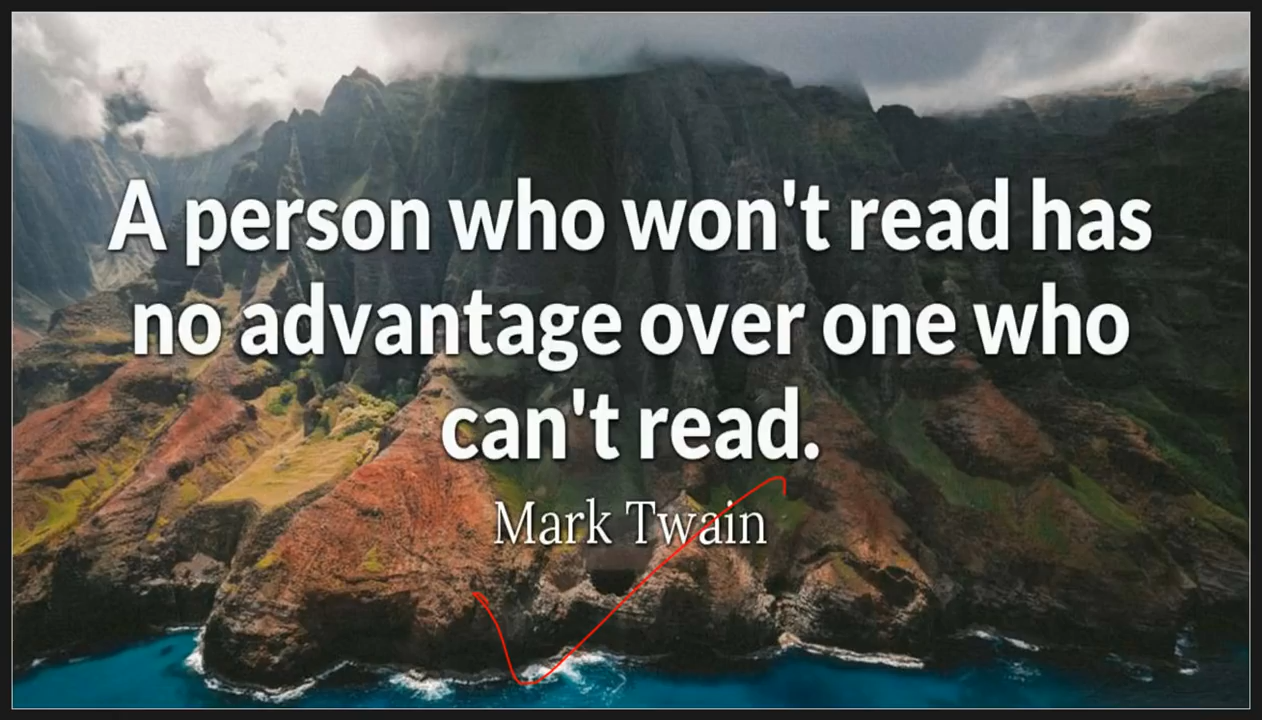 A person who won't read has
no advantage over one who
can't read.
Mark Twain